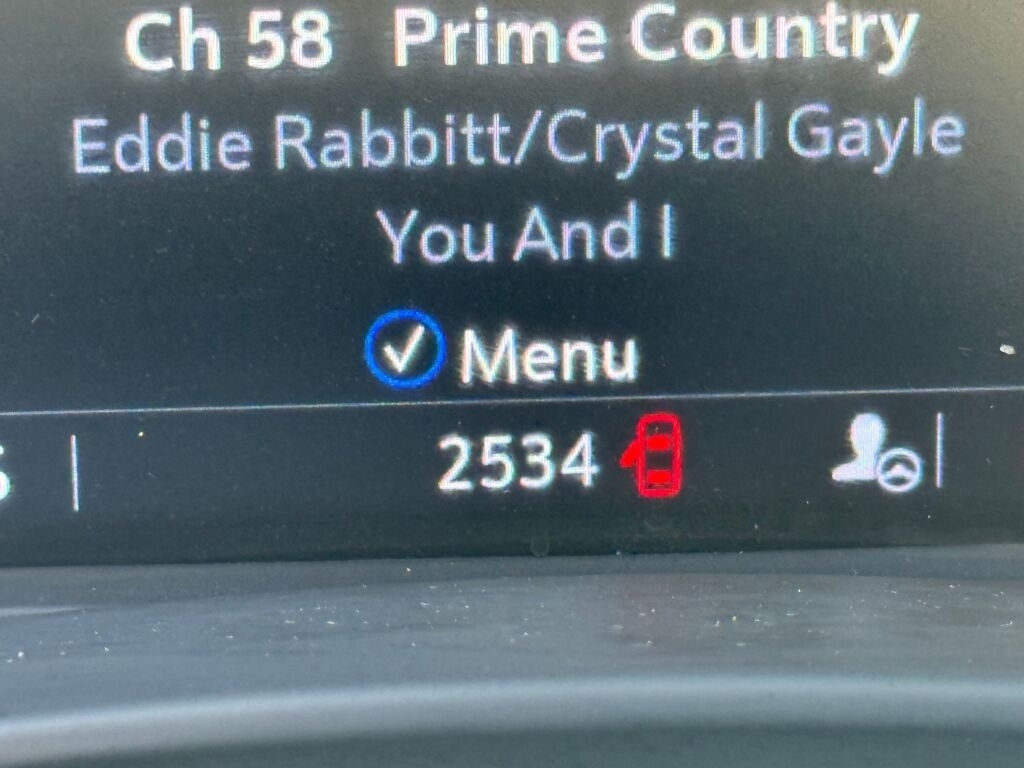 Ch 58 Prime Country
Eddie Rabbitt/Crystal Gayle
You And I
Menu
2534